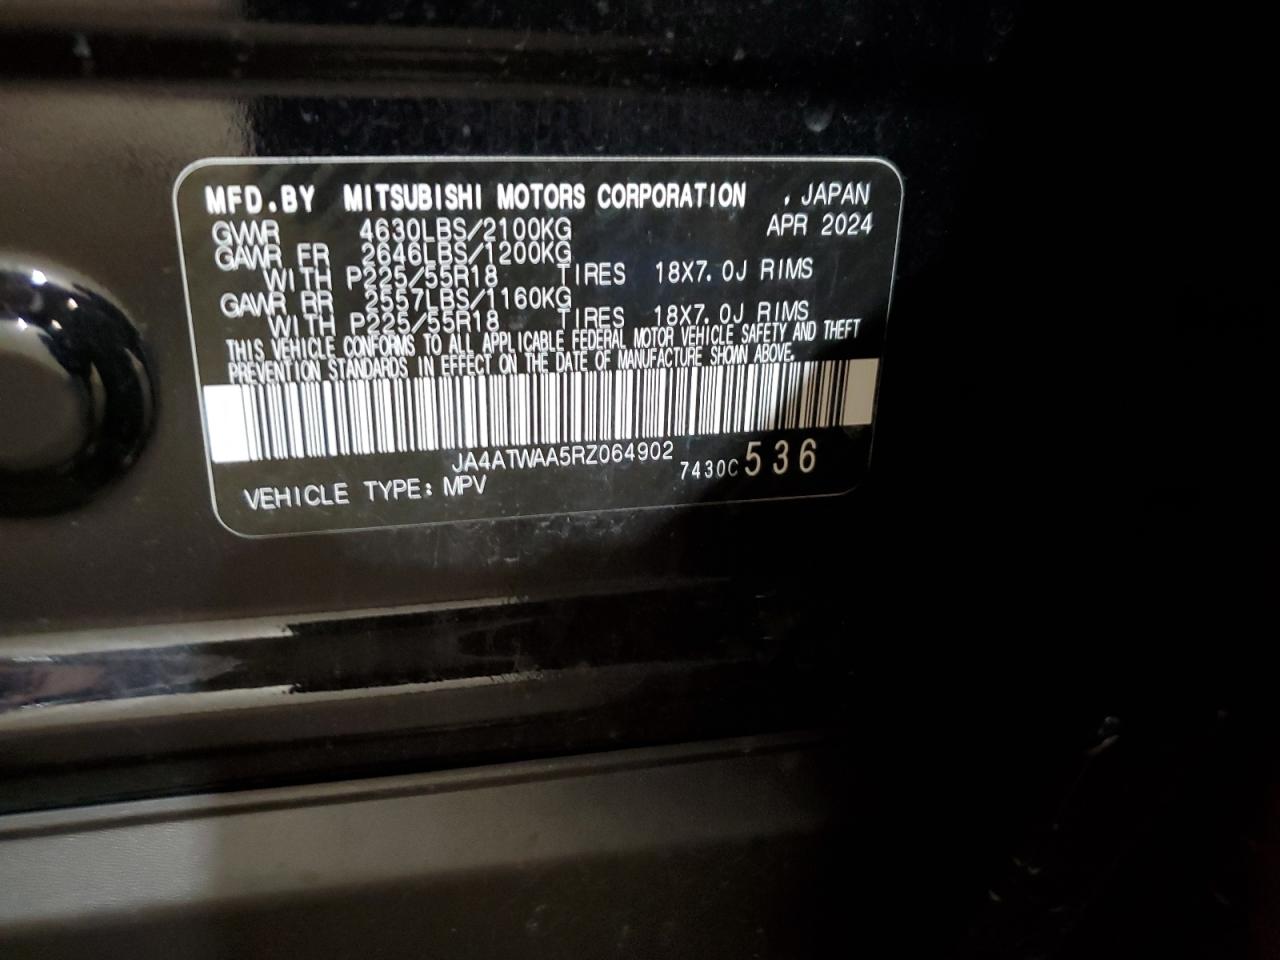 MFD.BY MITSUBISHI MOTORS CORPORATION , JAPAN
GVWR 4630LBS/2100KG APR 2024
GAWR FR 2646LBS/1200KG
WITH P225/55R18 TIRES 18X7.0J RIMS
GAWR RR 2557LBS/1160KG
WITH P225/55R18 TIRES 18X7.0J RIMS
THIS VEHICLE CONFORMS TO ALL APPLICABLE FEDERAL MOTOR VEHICLE SAFETY AND THEFT
PREVENTION STANDARDS IN EFFECT ON THE DATE OF MANUFACTURE SHOWN ABOVE.
JA4ATWAA5RZ064902
VEHICLE TYPE: MPV 7430C 536